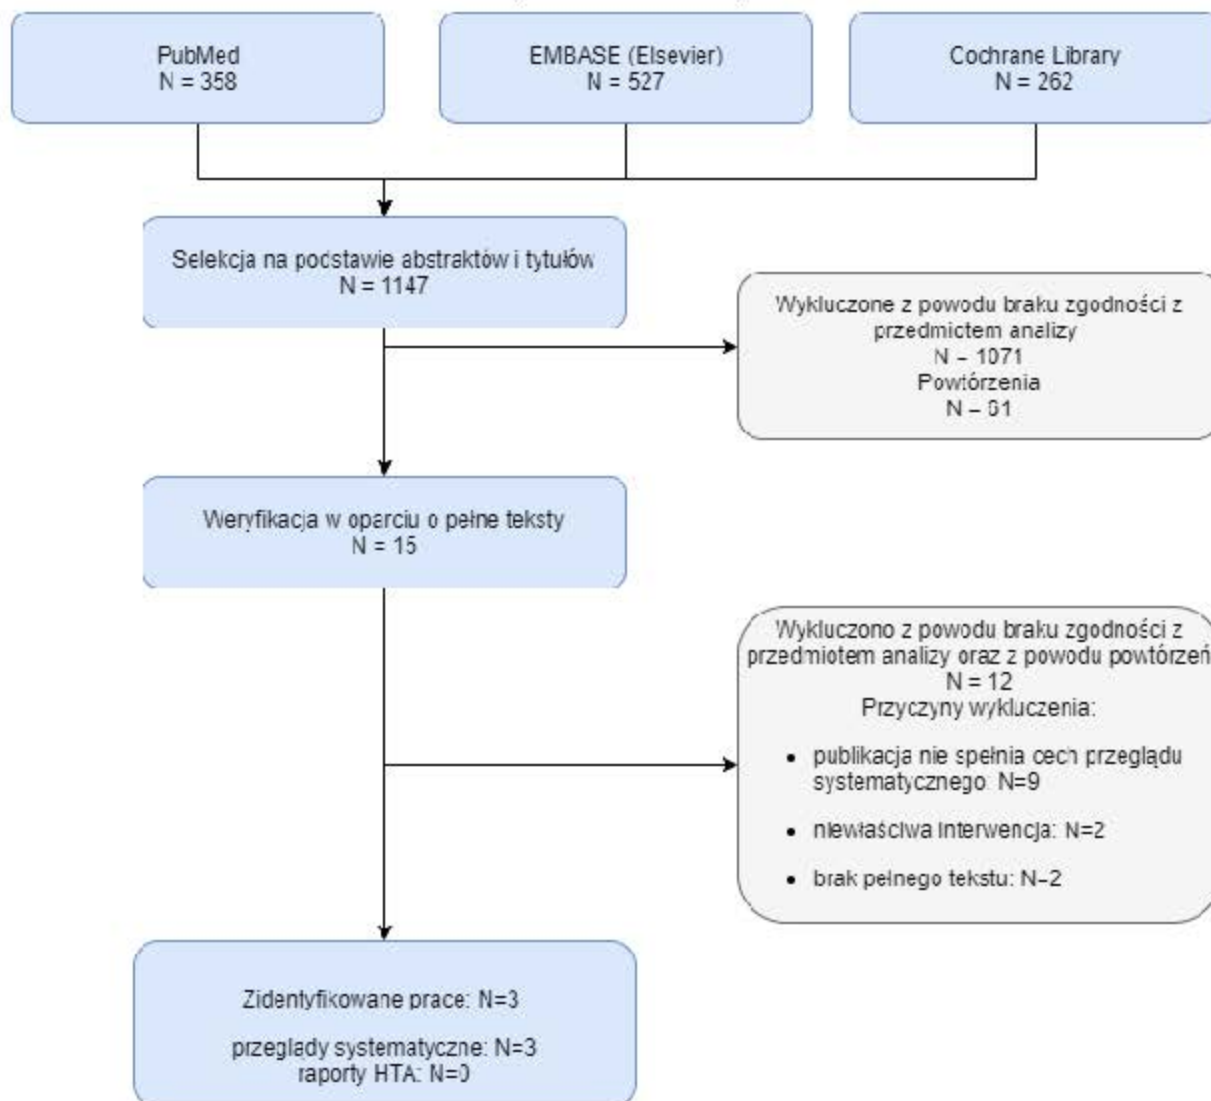 PubMed
N = 358
EMBASE (Elsevier)
N = 527
Cochrane Library
N = 262
Selekcja na podstawie abstraktów i tytułów
N = 1147
Wykluczone z powodu braku zgodności z
przedmiotem analizy
N = 1071
Powtórzenia
N = 61
Weryfikacja w oparciu o pełne teksty
N = 15
Wykluczono z powodu braku zgodności z
przedmiotem analizy oraz z powodu powtórzeń
N = 12
Przyczyny wykluczenia:
• publikacja nie spełnia cech przeglądu
systematycznego: N=9
• niewłaściwa interwencja: N=2
• brak pełnego tekstu: N=2
Zidentyfikowane prace: N=3
przeglądy systematyczne: N=3
raporty HTA: N=0